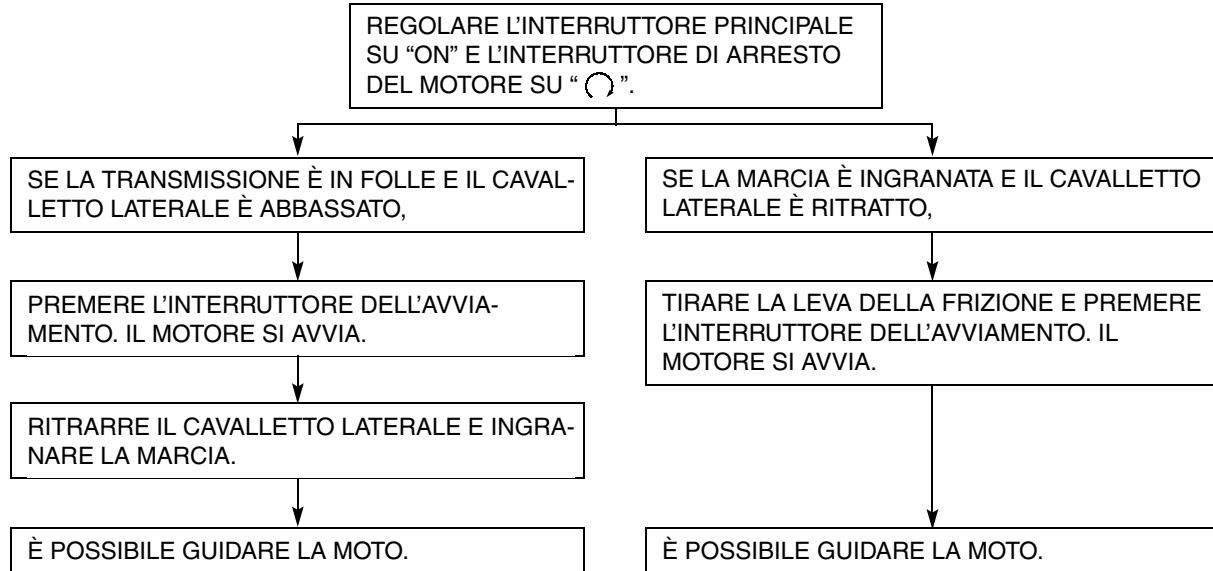 REGOLARE L'INTERRUTTORE PRINCIPALE
SU “ON” E L'INTERRUTTORE DI ARRESTO
DEL MOTORE SU “ ”.
SE LA TRANSMISSIONE È IN FOLLE E IL CAVAL-
LETTO LATERALE È ABBASSATO,
PREMERE L'INTERRUTTORE DELL'AVVIA-
MENTO. IL MOTORE SI AVVIA.
RITRARRE IL CAVALLETTO LATERALE E INGRA-
NARE LA MARCIA.
È POSSIBILE GUIDARE LA MOTO.
SE LA MARCIA È INGRANATA E IL CAVALLETTO
LATERALE È RITRATTO,
TIRARE LA LEVA DELLA FRIZIONE E PREMERE
L'INTERRUTTORE DELL'AVVIAMENTO. IL
MOTORE SI AVVIA.
È POSSIBILE GUIDARE LA MOTO.